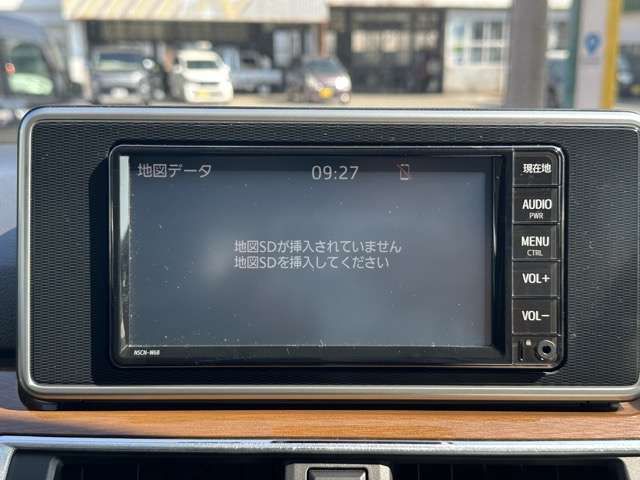 地図データ
09:27
地図SDが挿入されていません
地図SDを挿入してください
現在地
AUDIO
PWR
MENU
CTRL
VOL+
VOL-
NSCN-W68